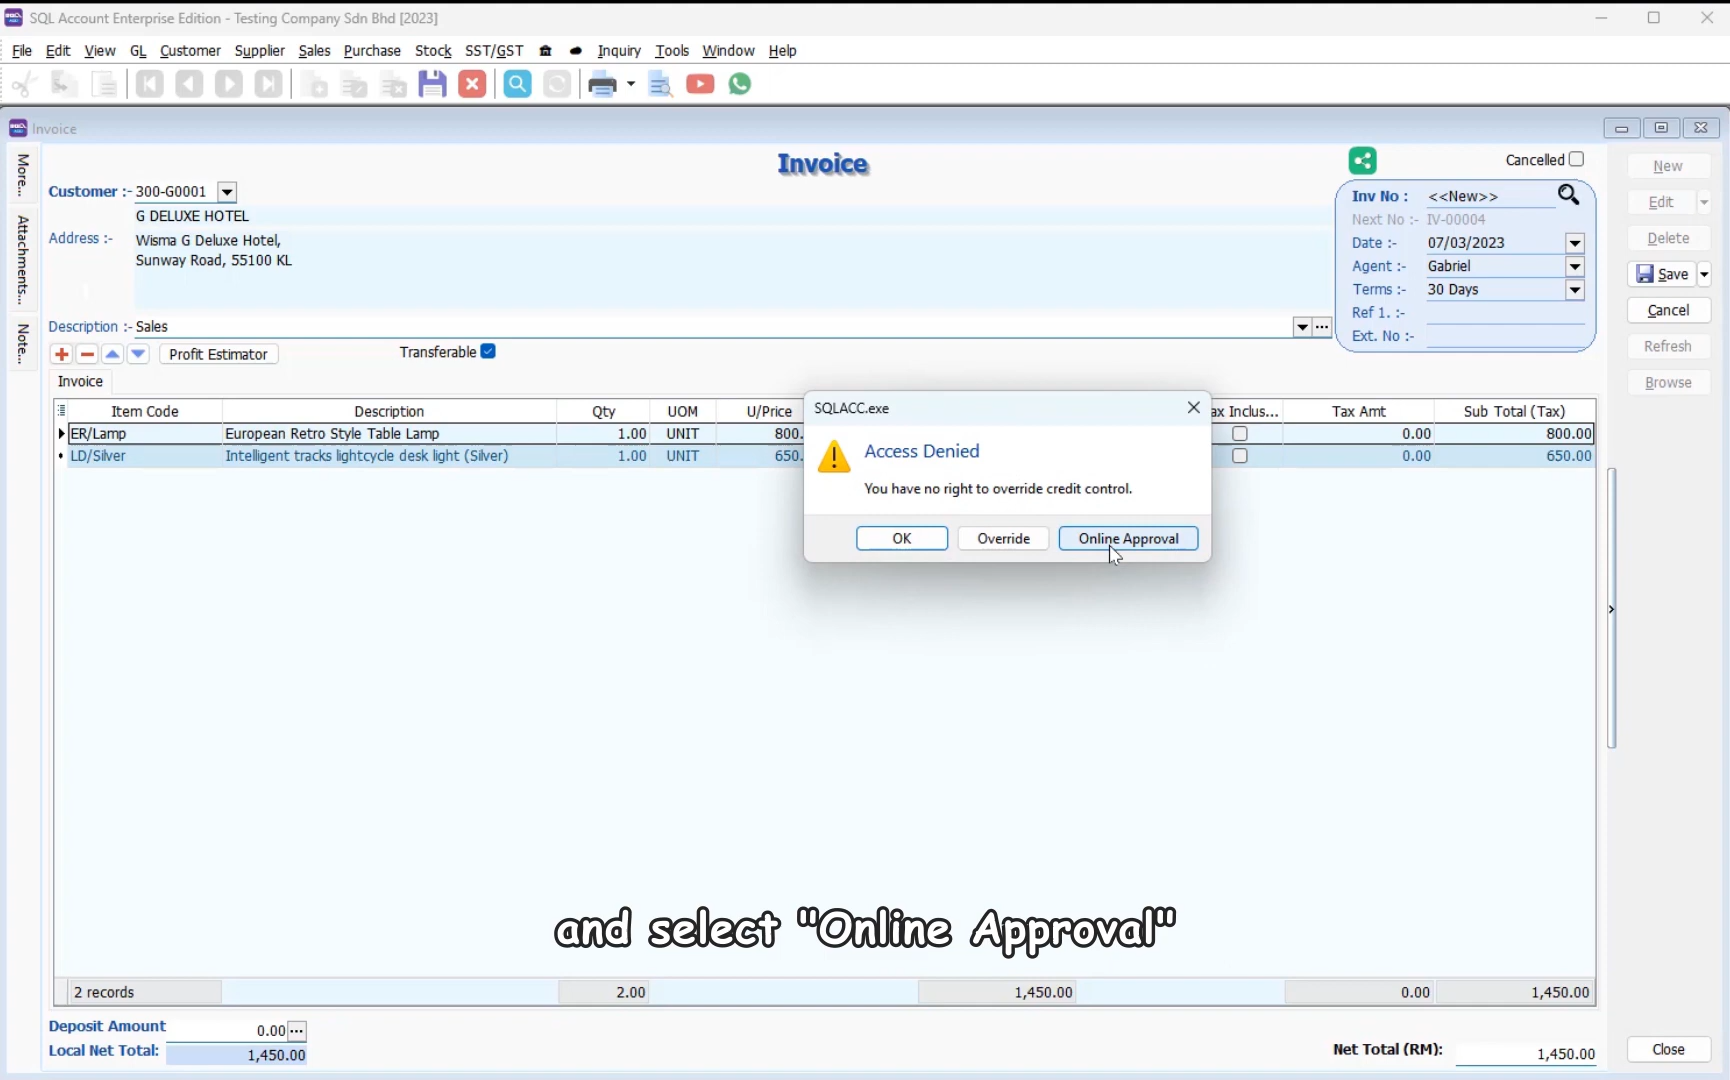 SQL Account Enterprise Edition - Testing Company Sdn Bhd [2023]
File Edit View GL Customer Supplier Sales Purchase Stock SST/GST Inquiry Tools Window Help
Invoice
More...
Attachments...
Note...
Invoice
Cancelled
Customer :- 300-G0001
G DELUXE HOTEL
Address :- Wisma G Deluxe Hotel,
Sunway Road, 55100 KL
Description :- Sales
Inv No : <<New>>
Next No :- IV-00004
Date :- 07/03/2023
Agent :- Gabriel
Terms :- 30 Days
Ref 1. :-
Ext. No :-
New
Edit
Delete
Save
Cancel
Refresh
Browse
Profit Estimator
Transferable
Invoice
Item Code Description Qty UOM U/Price ax Inclus... Tax Amt Sub Total (Tax)
ER/Lamp European Retro Style Table Lamp 1.00 UNIT 800. 0.00 800.00
LD/Silver Intelligent tracks lightcycle desk light (Silver) 1.00 UNIT 650. 0.00 650.00
SQLACC.exe
Access Denied
You have no right to override credit control.
OK Override Online Approval
and select "Online Approval"
2 records 2.00 1,450.00 0.00 1,450.00
Deposit Amount 0.00
Local Net Total: 1,450.00
Net Total (RM): 1,450.00
Close